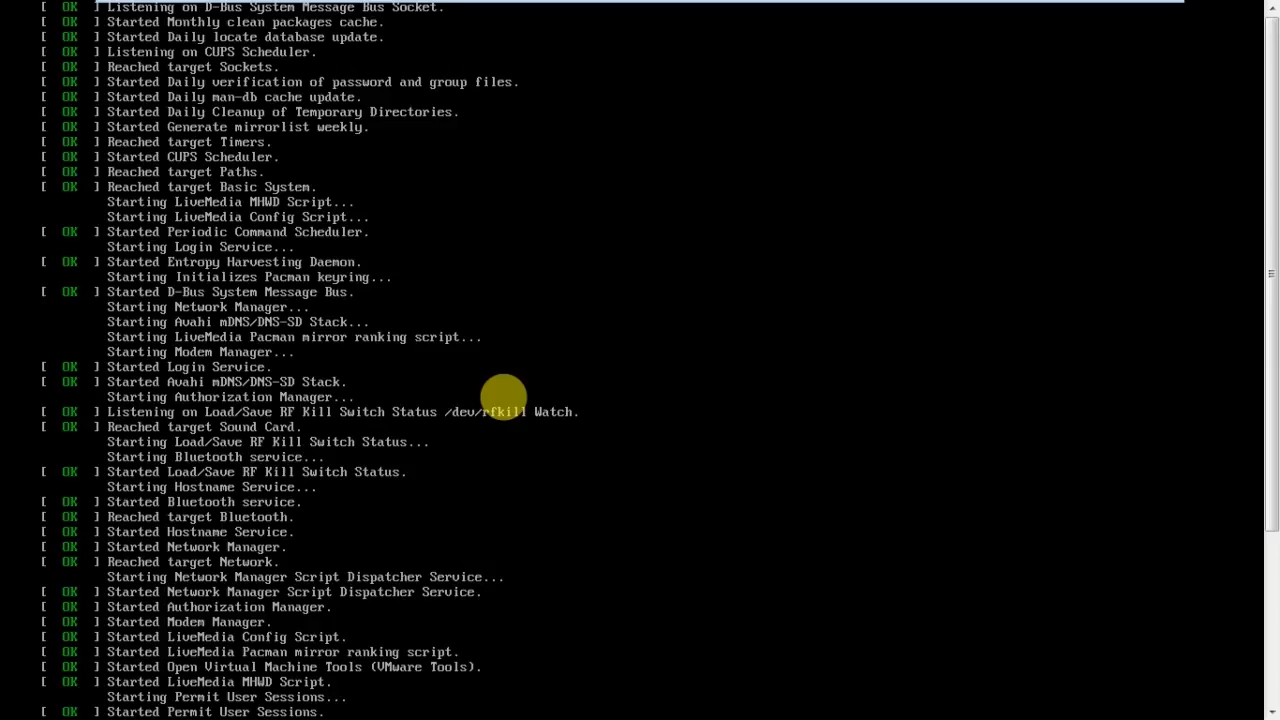 [ OK ] Listening on D-Bus System Message Bus Socket.
[ OK ] Started Monthly clean packages cache.
[ OK ] Started Daily locate database update.
[ OK ] Listening on CUPS Scheduler.
[ OK ] Reached target Sockets.
[ OK ] Started Daily verification of password and group files.
[ OK ] Started Daily man-db cache update.
[ OK ] Started Daily Cleanup of Temporary Directories.
[ OK ] Started Generate mirrorlist weekly.
[ OK ] Reached target Timers.
[ OK ] Started CUPS Scheduler.
[ OK ] Reached target Paths.
[ OK ] Reached target Basic System.
Starting LiveMedia MHWD Script...
Starting LiveMedia Config Script...
[ OK ] Started Periodic Command Scheduler.
Starting Login Service...
[ OK ] Started Entropy Harvesting Daemon.
Starting Initializes Pacman keyring...
[ OK ] Started D-Bus System Message Bus.
Starting Network Manager...
Starting Avahi mDNS/DNS-SD Stack...
Starting LiveMedia Pacman mirror ranking script...
Starting Modem Manager...
[ OK ] Started Login Service.
[ OK ] Started Avahi mDNS/DNS-SD Stack.
Starting Authorization Manager...
[ OK ] Listening on Load/Save RF Kill Switch Status /dev/rfkill Watch.
[ OK ] Reached target Sound Card.
Starting Load/Save RF Kill Switch Status...
Starting Bluetooth service...
[ OK ] Started Load/Save RF Kill Switch Status.
Starting Hostname Service...
[ OK ] Started Bluetooth service.
[ OK ] Reached target Bluetooth.
[ OK ] Started Hostname Service.
[ OK ] Started Network Manager.
[ OK ] Reached target Network.
Starting Network Manager Script Dispatcher Service...
[ OK ] Started Network Manager Script Dispatcher Service.
[ OK ] Started Authorization Manager.
[ OK ] Started Modem Manager.
[ OK ] Started LiveMedia Config Script.
[ OK ] Started LiveMedia Pacman mirror ranking script.
[ OK ] Started Open Virtual Machine Tools (VMware Tools).
[ OK ] Started LiveMedia MHWD Script.
Starting Permit User Sessions...
[ OK ] Started Permit User Sessions.